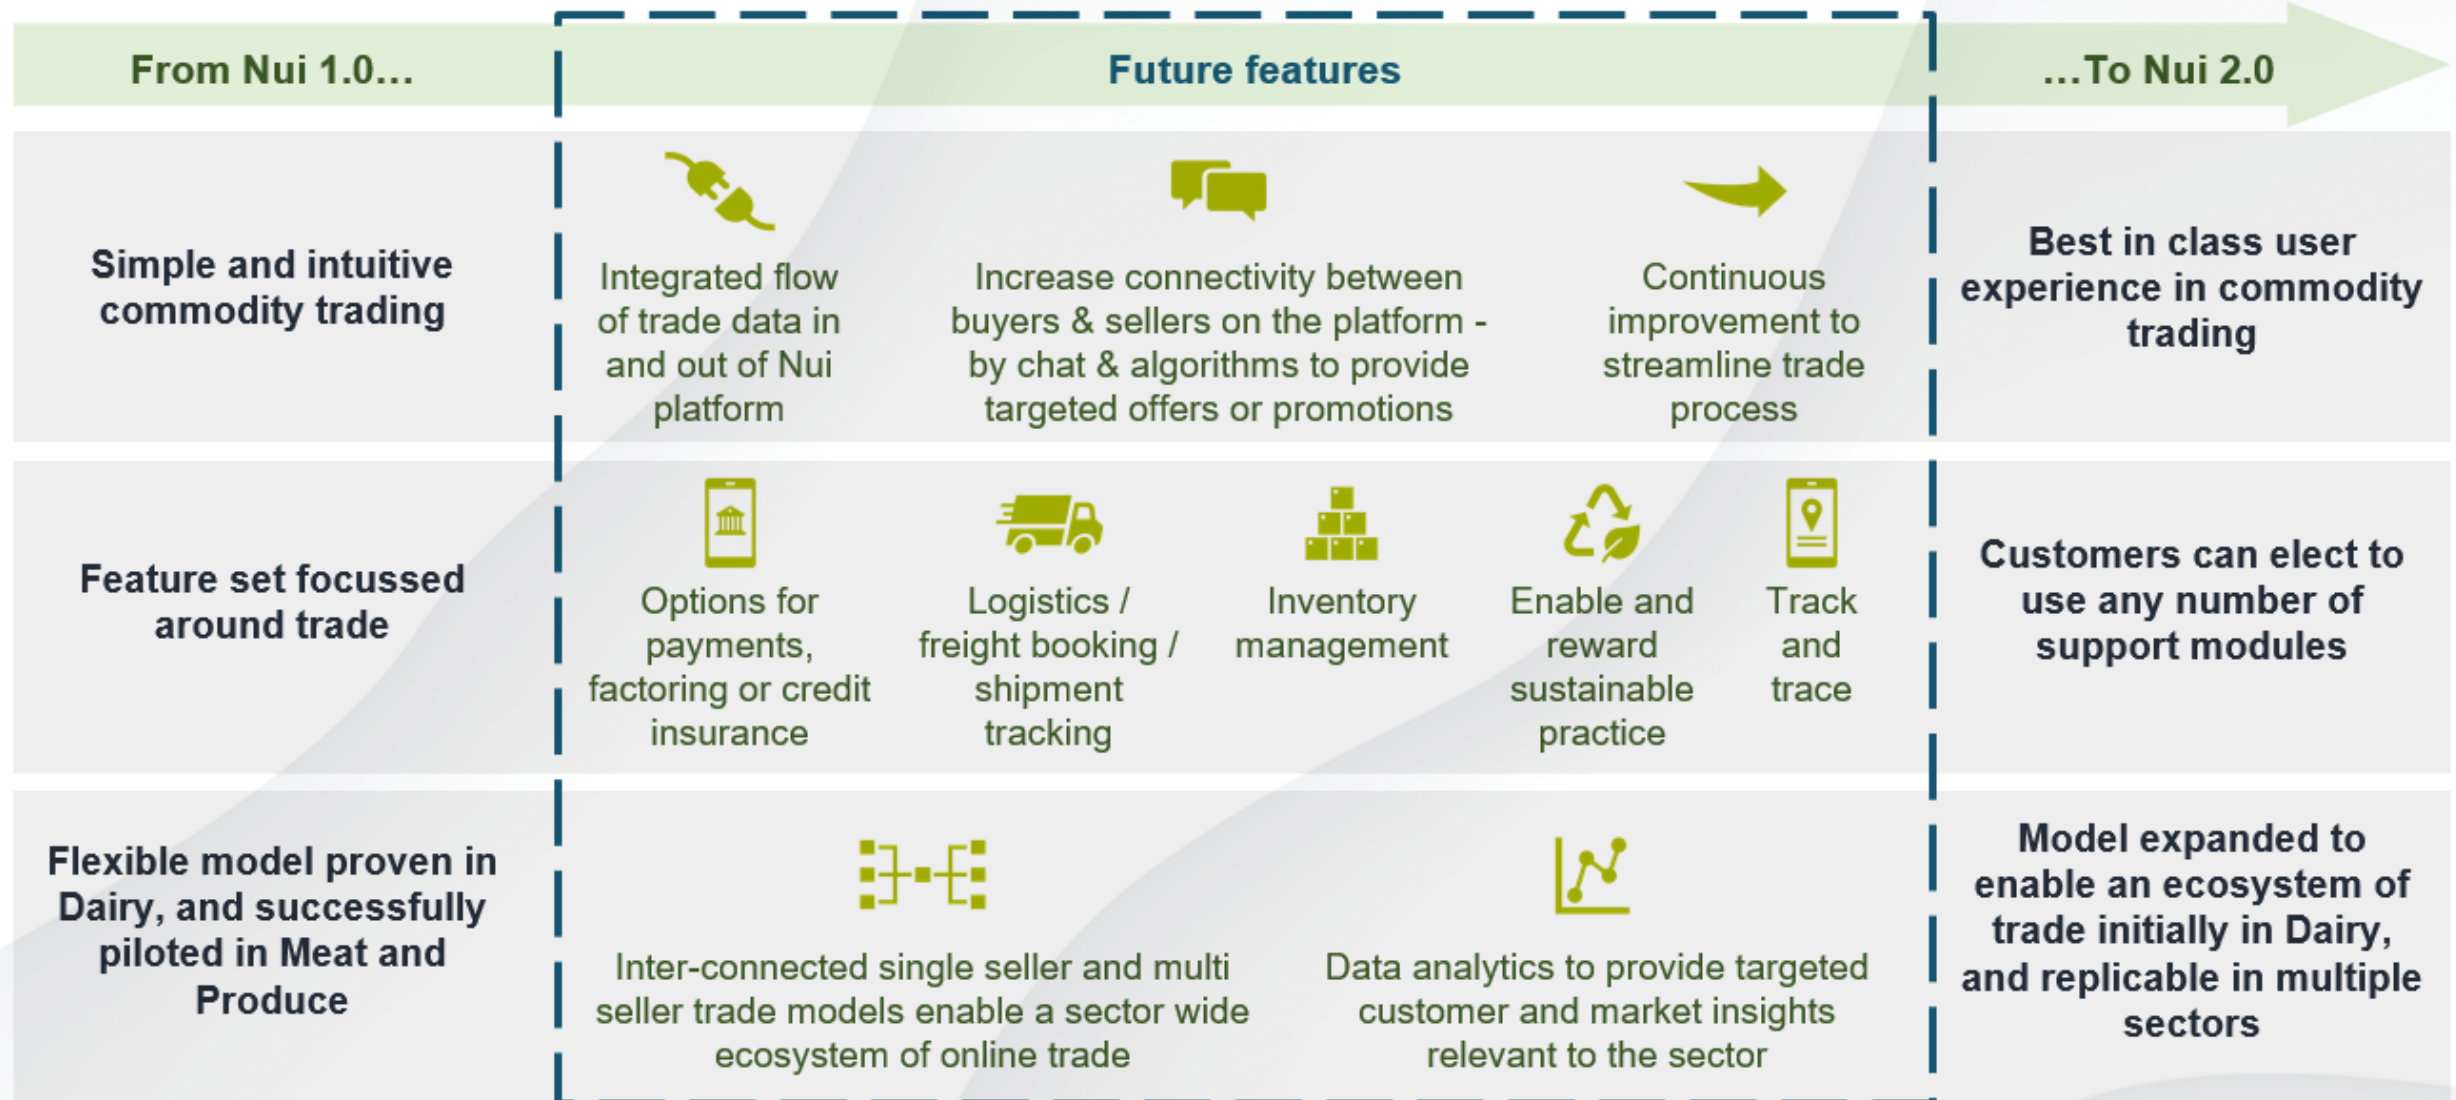 From Nui 1.0...
Future features
...To Nui 2.0
Simple and intuitive
commodity trading
Integrated flow
of trade data in
and out of Nui
platform
Increase connectivity between
buyers & sellers on the platform -
by chat & algorithms to provide
targeted offers or promotions
Continuous
improvement to
streamline trade
process
Best in class user
experience in commodity
trading
Feature set focussed
around trade
Options for
payments,
factoring or credit
insurance
Logistics /
freight booking /
shipment
tracking
Inventory
management
Enable and
reward
sustainable
practice
Track
and
trace
Customers can elect to
use any number of
support modules
Flexible model proven in
Dairy, and successfully
piloted in Meat and
Produce
Inter-connected single seller and multi
seller trade models enable a sector wide
ecosystem of online trade
Data analytics to provide targeted
customer and market insights
relevant to the sector
Model expanded to
enable an ecosystem of
trade initially in Dairy,
and replicable in multiple
sectors